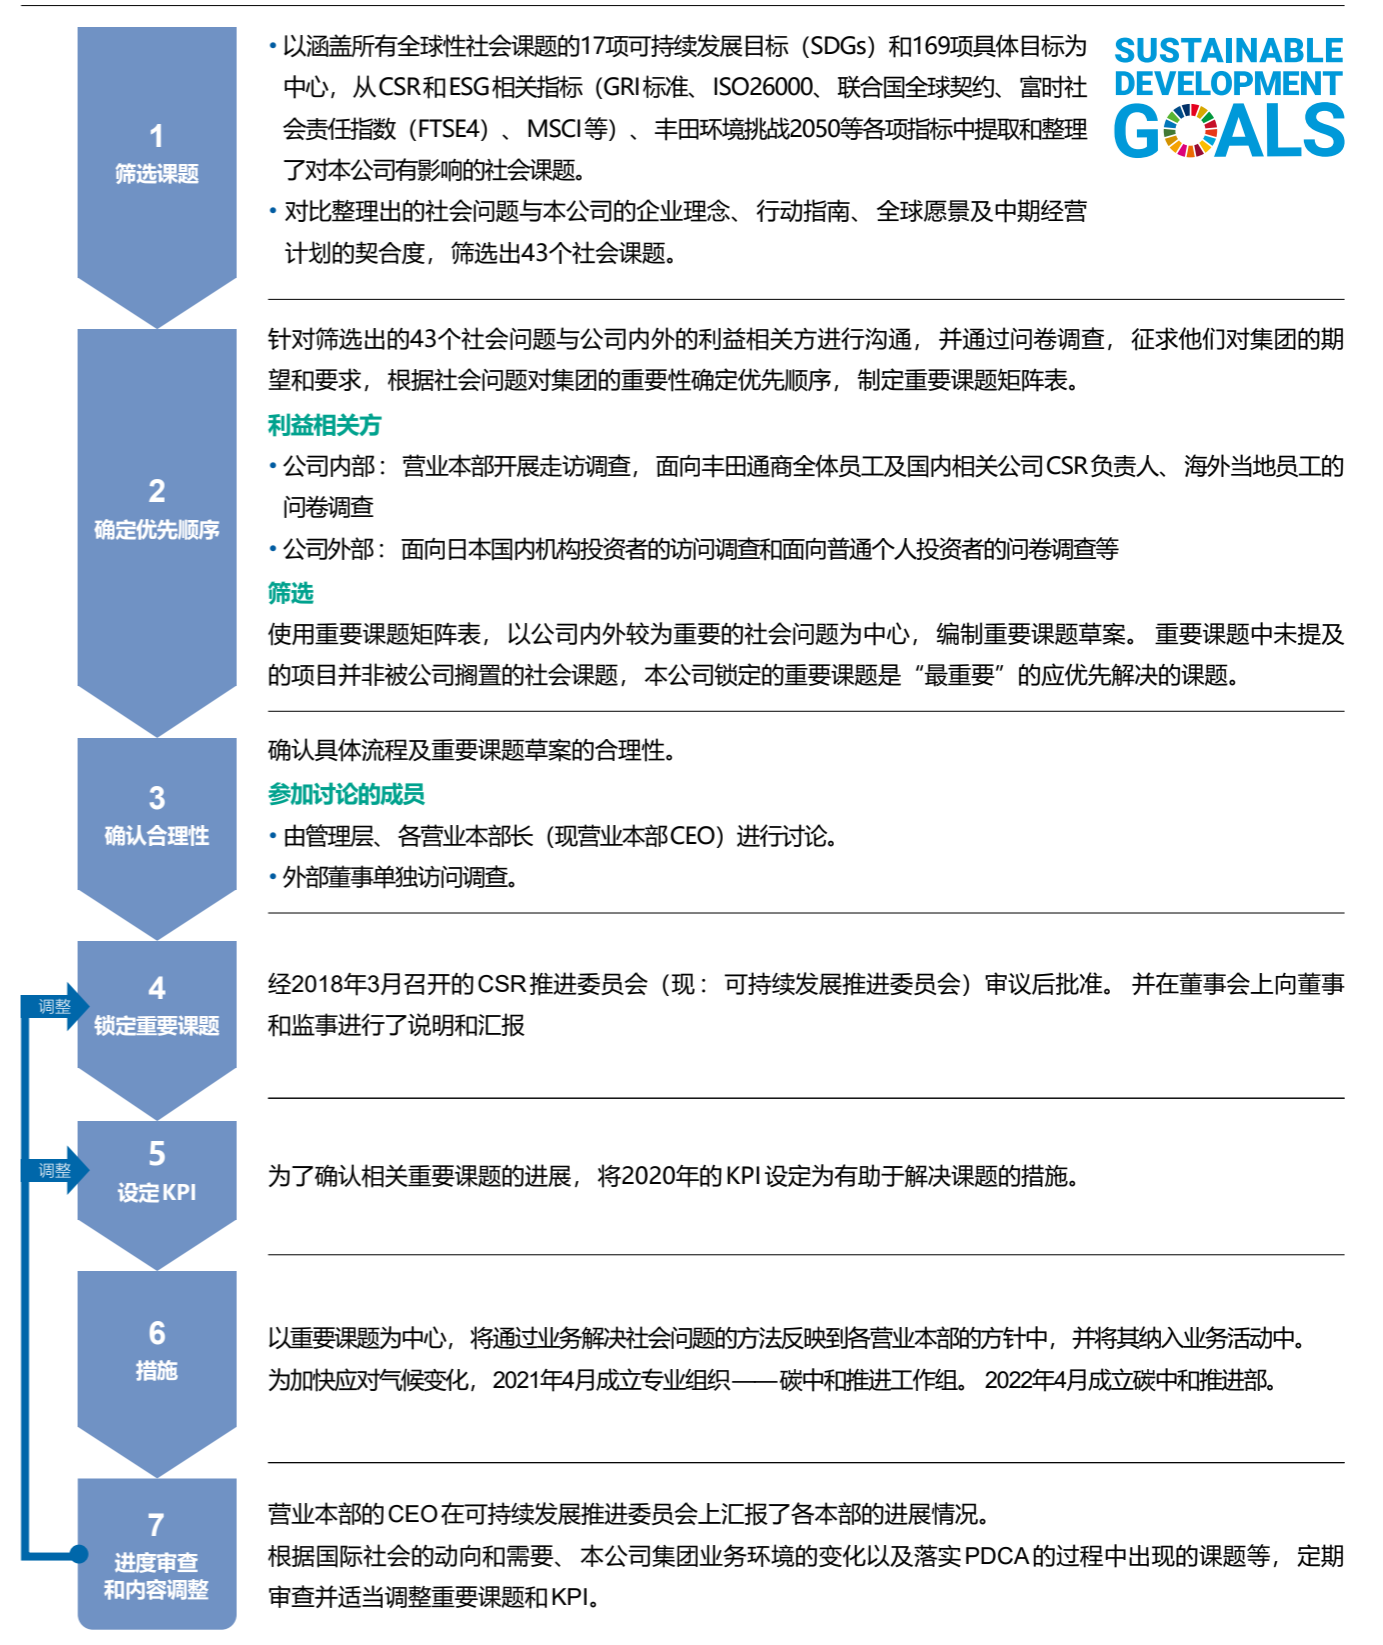 1
筛选课题
• 以涵盖所有全球性社会课题的17项可持续发展目标（SDGs）和169项具体目标为
中心，从CSR和ESG相关指标（GRI标准、ISO26000、联合国全球契约、富时社
会责任指数（FTSE4）、MSCI等）、丰田环境挑战2050等各项指标中提取和整理
了对本公司有影响的社会课题。
• 对比整理出的社会问题与本公司的企业理念、行动指南、全球愿景及中期经营
计划的契合度，筛选出43个社会课题。
SUSTAINABLE
DEVELOPMENT
GOALS
2
确定优先顺序
针对筛选出的43个社会问题与公司内外的利益相关方进行沟通，并通过问卷调查，征求他们对集团的期
望和要求，根据社会问题对集团的重要性确定优先顺序，制定重要课题矩阵表。
利益相关方
• 公司内部：营业本部开展走访调查，面向丰田通商全体员工及国内相关公司CSR负责人、海外当地员工的
问卷调查
• 公司外部：面向日本国内机构投资者的访问调查和面向普通个人投资者的问卷调查等
筛选
使用重要课题矩阵表，以公司内外较为重要的社会问题为中心，编制重要课题草案。重要课题中未提及
的项目并非被公司搁置的社会课题，本公司锁定的重要课题是“最重要”的应优先解决的课题。
3
确认合理性
确认具体流程及重要课题草案的合理性。
参加讨论的成员
• 由管理层、各营业本部长（现营业本部CEO）进行讨论。
• 外部董事单独访问调查。
调整
4
锁定重要课题
经2018年3月召开的CSR推进委员会（现：可持续发展推进委员会）审议后批准。并在董事会上向董事
和监事进行了说明和汇报
调整
5
设定KPI
为了确认相关重要课题的进展，将2020年的KPI设定为有助于解决课题的措施。
6
措施
以重要课题为中心，将通过业务解决社会问题的方法反映到各营业本部的方针中，并将其纳入业务活动中。
为加快应对气候变化，2021年4月成立专业组织——碳中和推进工作组。2022年4月成立碳中和推进部。
7
进度审查
和内容调整
营业本部的CEO在可持续发展推进委员会上汇报了各本部的进展情况。
根据国际社会的动向和需要、本公司集团业务环境的变化以及落实PDCA的过程中出现的课题等，定期
审查并适当调整重要课题和KPI。